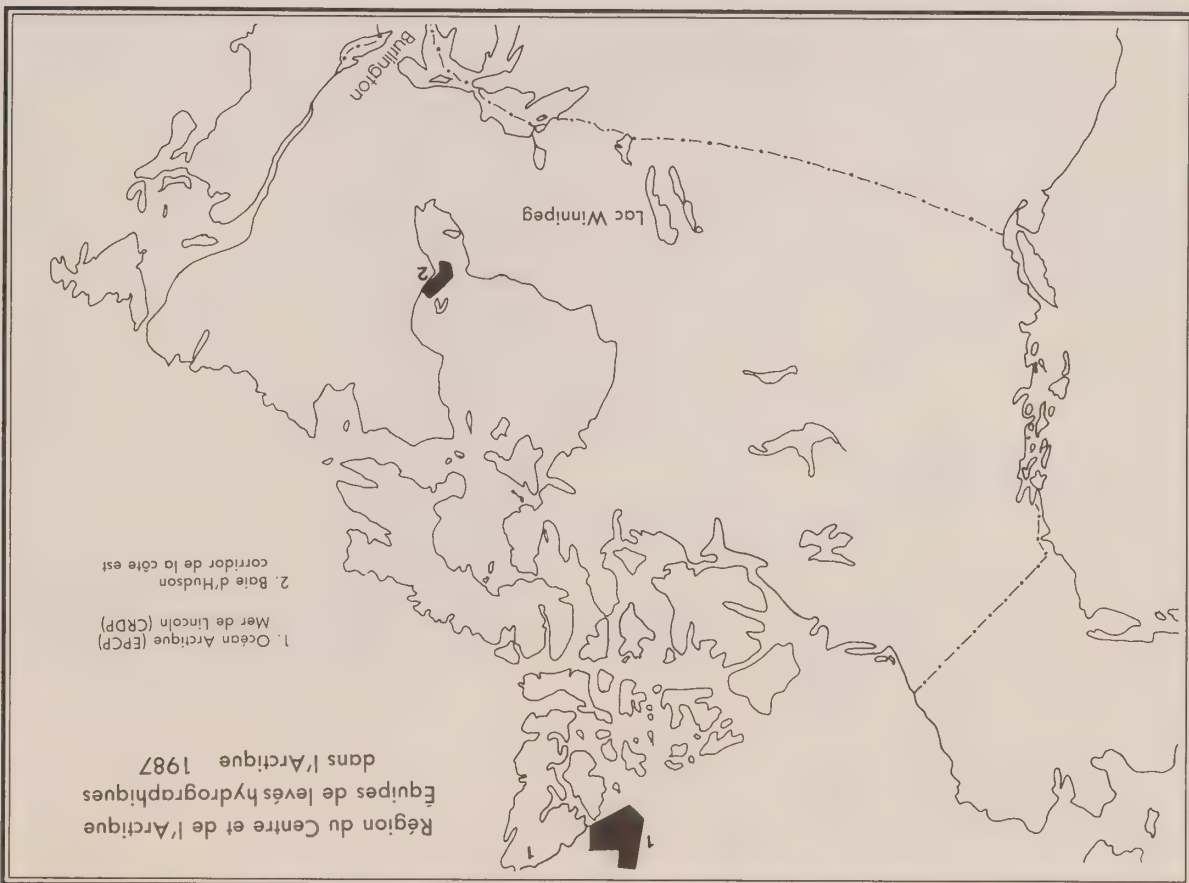 Région du Centre et de l'Arctique
Équipes de levés hydrographiques
dans l'Arctique 1987
1
1
1. Océan Arctique (EPCP)
Mer de Lincoln (CRDP)
2. Baie d'Hudson
corridor de la côte est
2
Lac Winnipeg
Burlington